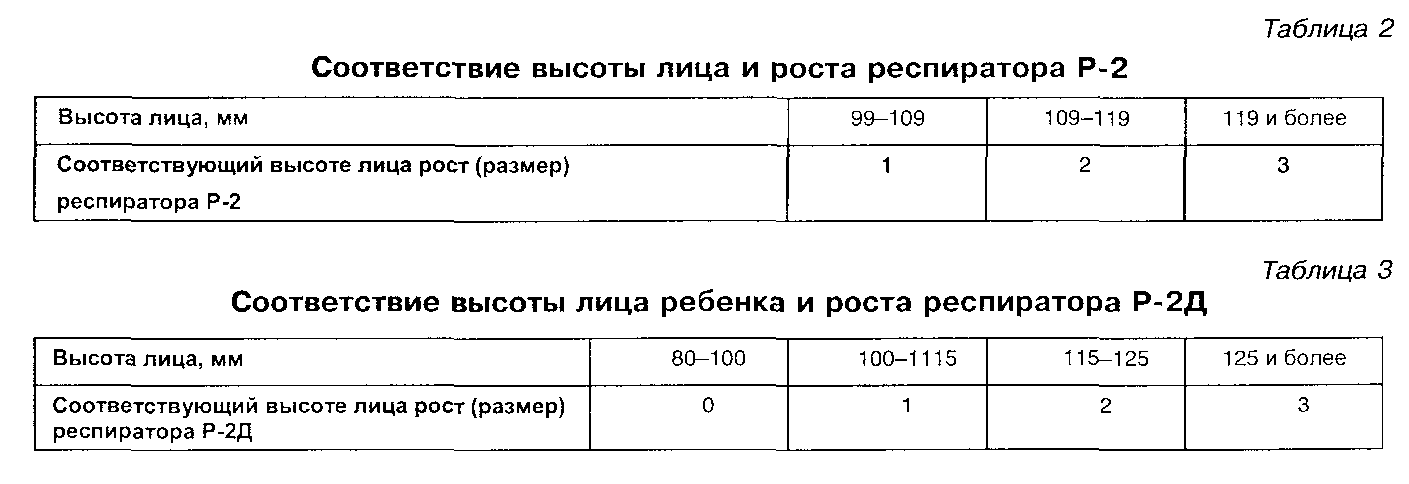 Таблица 2
Соответствие высоты лица и роста респиратора Р-2
Высота лица, мм 99–109 109–119 119 и более
Соответствующий высоте лица рост (размер) 1 2 3
респиратора Р-2
Таблица 3
Соответствие высоты лица ребенка и роста респиратора Р-2Д
Высота лица, мм 80–100 100–1115 115–125 125 и более
Соответствующий высоте лица рост (размер) 0 1 2 3
респиратора Р-2Д